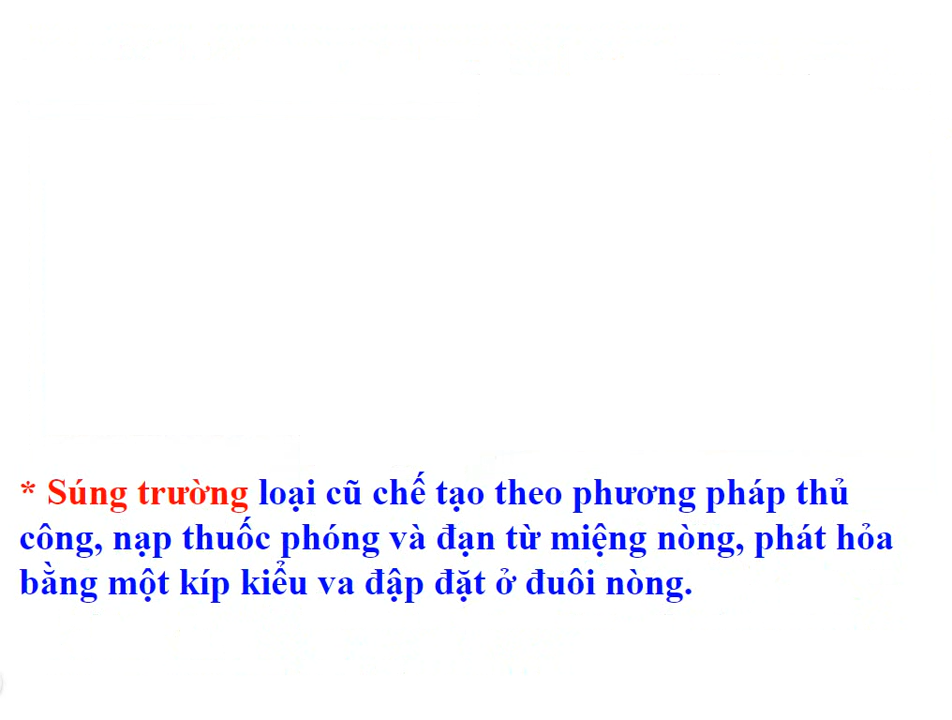 * Súng trường loại cũ chế tạo theo phương pháp thủ
công, nạp thuốc phóng và đạn từ miệng nòng, phát hỏa
bằng một kíp kiểu va đập đặt ở đuôi nòng.